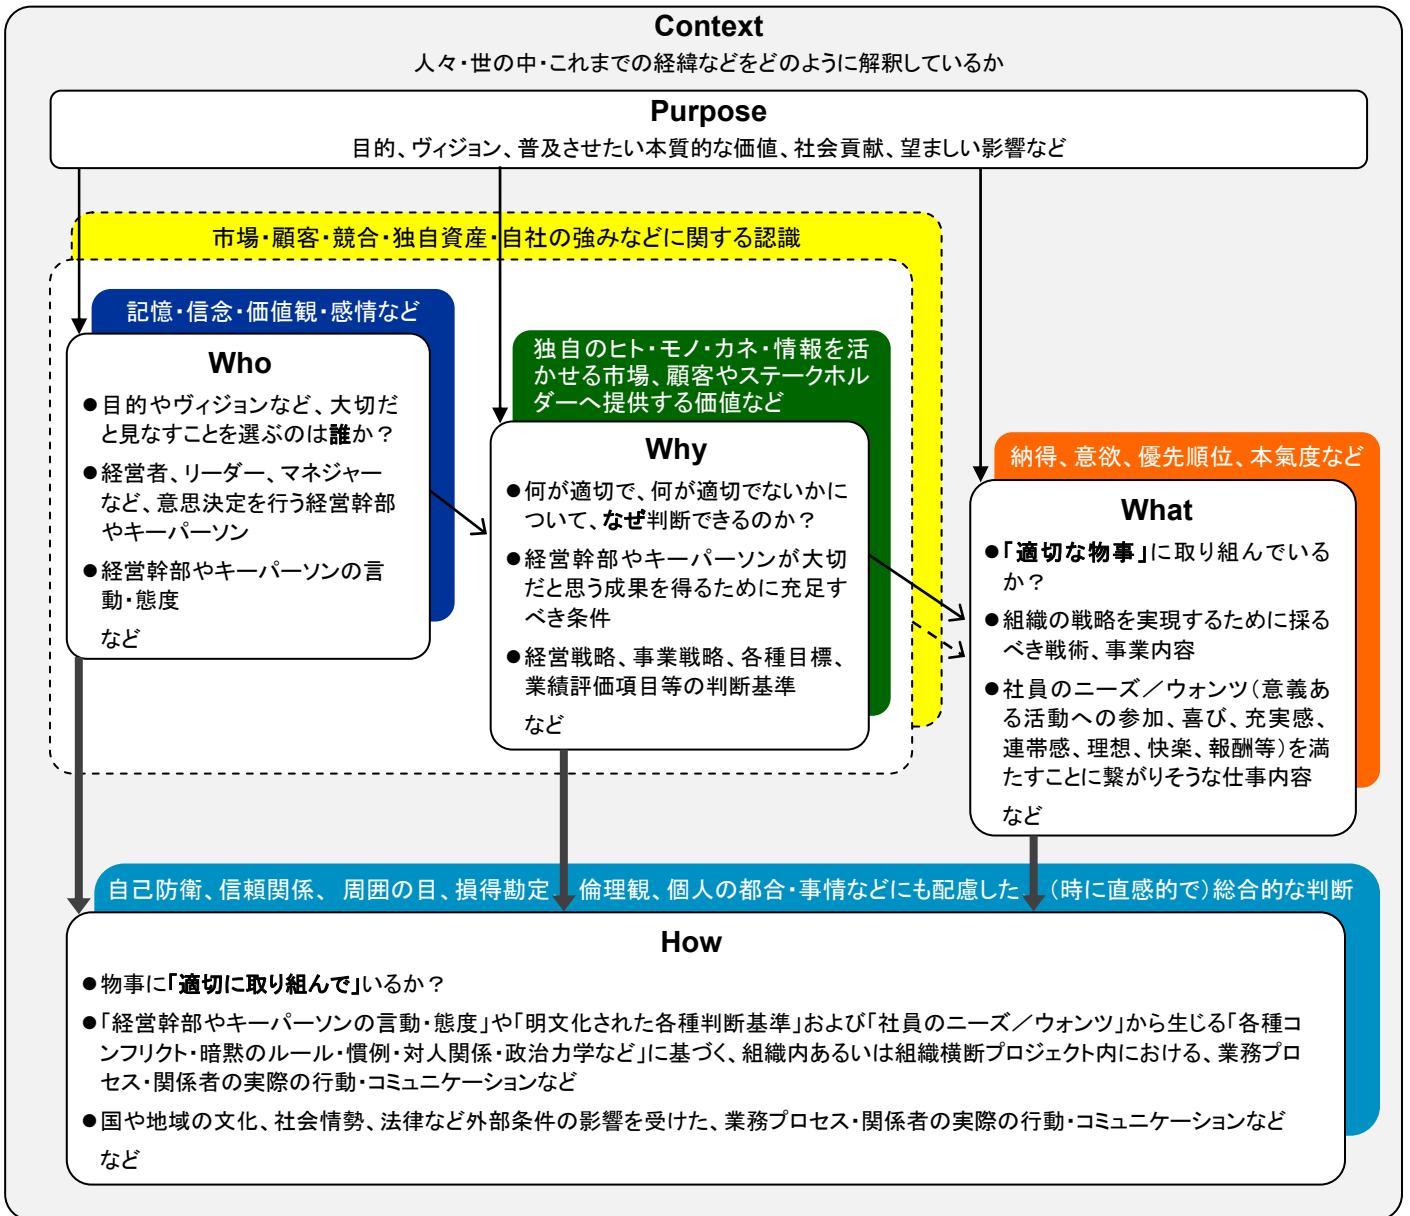 Context
人々・世の中・これまでの経緯などをどのように解釈しているか
Purpose
目的、ヴィジョン、普及させたい本質的な価値、社会貢献、望ましい影響など
市場・顧客・競合・独自資産・自社の強みなどに関する認識
記憶・信念・価値観・感情など
Who
●目的やヴィジョンなど、大切だ
と見なすことを選ぶのは誰か？
●経営者、リーダー、マネジャー
など、意思決定を行う経営幹部
やキーパーソン
●経営幹部やキーパーソンの言
動・態度
など
独自のヒト・モノ・カネ・情報を活
かせる市場、顧客やステークホル
ダーへ提供する価値など
Why
●何が適切で、何が適切でないかに
ついて、なぜ判断できるのか？
●経営幹部やキーパーソンが大切
だと思う成果を得るために充足す
べき条件
●経営戦略、事業戦略、各種目標、
業績評価項目等の判断基準
など
納得、意欲、優先順位、本氣度など
What
●「適切な物事」に取り組んでいる
か？
●組織の戦略を実現するために採る
べき戦術、事業内容
●社員のニーズ／ウォンツ（意義あ
る活動への参加、喜び、充実感、
連帯感、理想、快楽、報酬等）を満
たすことに繋がりそうな仕事内容
など
自己防衛、信頼関係、周囲の目、損得勘定 倫理観、個人の都合・事情などにも配慮した （時に直感的で）総合的な判断
How
●物事に「適切に取り組んで」いるか？
●「経営幹部やキーパーソンの言動・態度」や「明文化された各種判断基準」および「社員のニーズ／ウォンツ」から生じる「各種コ
ンフリクト・暗黙のルール・慣例・対人関係・政治力学など」に基づく、組織内あるいは組織横断プロジェクト内における、業務プロ
セス・関係者の実際の行動・コミュニケーションなど
●国や地域の文化、社会情勢、法律など外部条件の影響を受けた、業務プロセス・関係者の実際の行動・コミュニケーションなど
など